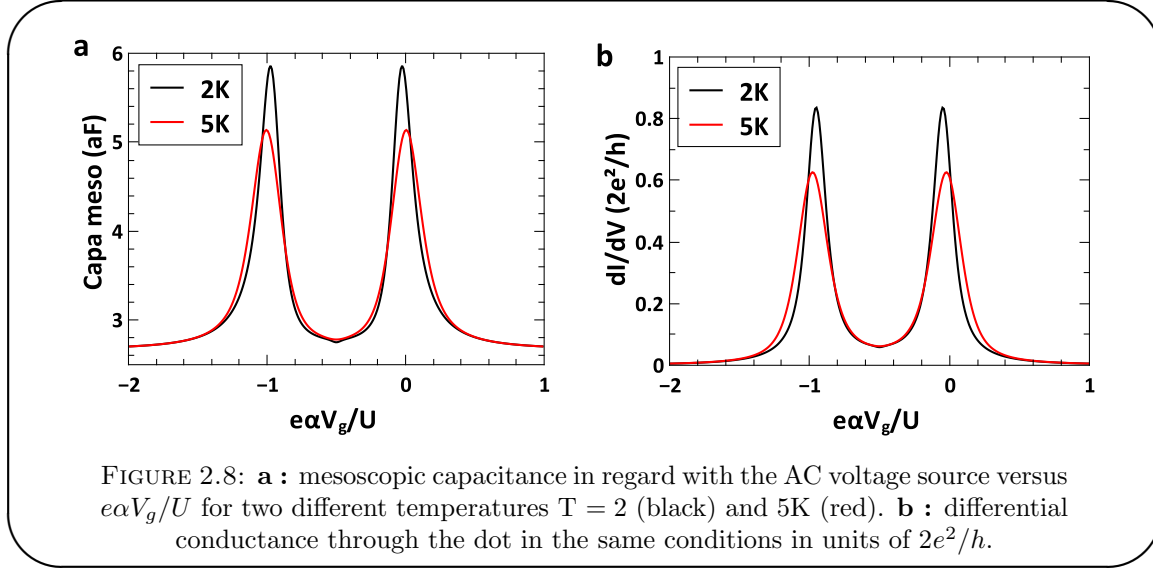 a
6
5
4
3
Capa meso (aF)
2K
5K
−2
−1
0
1
eαVg/U
b
1
0.8
0.6
0.4
0.2
0
dI/dV (2e²/h)
2K
5K
−2
−1
0
1
eαVg/U
FIGURE 2.8: a : mesoscopic capacitance in regard with the AC voltage source versus
eαVg/U for two different temperatures T = 2 (black) and 5K (red). b : differential
conductance through the dot in the same conditions in units of 2e²/h.